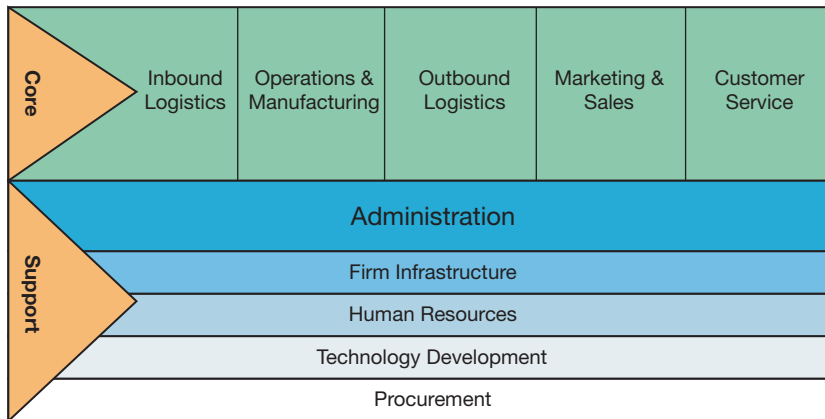 Core
Inbound
Logistics
Operations &
Manufacturing
Outbound
Logistics
Marketing &
Sales
Customer
Service
Support
Administration
Firm Infrastructure
Human Resources
Technology Development
Procurement